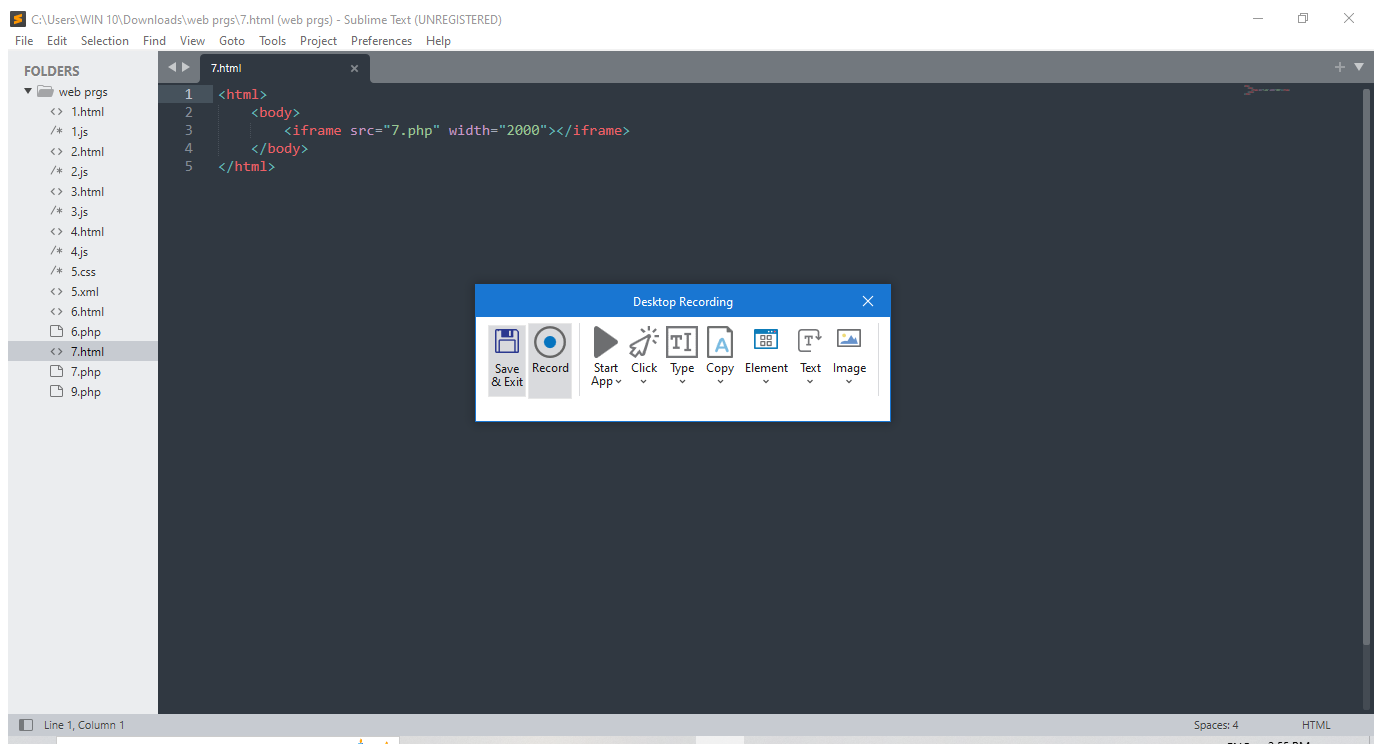 C:\Users\WIN 10\Downloads\web prgs\7.html (web prgs) - Sublime Text (UNREGISTERED)
File Edit Selection Find View Goto Tools Project Preferences Help
FOLDERS
web prgs
<> 1.html
/* 1.js
<> 2.html
/* 2.js
<> 3.html
/* 3.js
<> 4.html
/* 4.js
/* 5.css
<> 5.xml
<> 6.html
6.php
<> 7.html
7.php
9.php
7.html
1 <html>
2 <body>
3 <iframe src="7.php" width="2000"></iframe>
4 </body>
5 </html>
Desktop Recording
Save & Exit
Record
Start App
Click
Type
Copy
Element
Text
Image
Line 1, Column 1
Spaces: 4
HTML